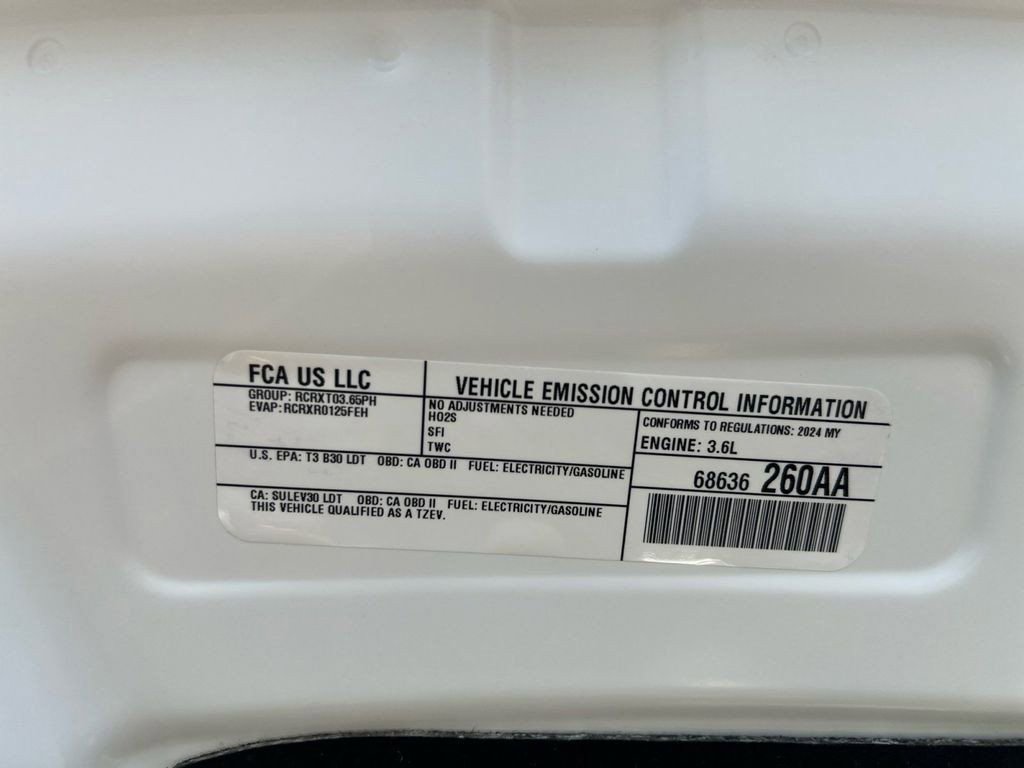 FCA US LLC
GROUP: RCRXT03.65PH
EVAP: RCRXR0125FEH
VEHICLE EMISSION CONTROL INFORMATION
NO ADJUSTMENTS NEEDED
HO2S
SFI
TWC
CONFORMS TO REGULATIONS: 2024 MY
ENGINE: 3.6L
U.S. EPA: T3 B30 LDT OBD: CA OBD II FUEL: ELECTRICITY/GASOLINE
68636 260AA
CA: SULEV30 LDT OBD: CA OBD II FUEL: ELECTRICITY/GASOLINE
THIS VEHICLE QUALIFIED AS A TZEV.